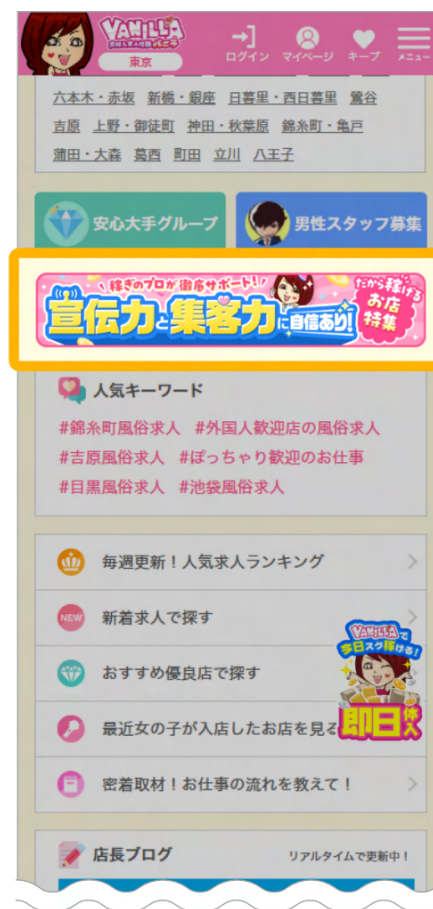 VANILLA
高収入求人情報 バニラ
東京
ログイン マイページ キープ メニュー
六本木・赤坂 新橋・銀座 日暮里・西日暮里 鶯谷
吉原 上野・御徒町 神田・秋葉原 錦糸町・亀戸
蒲田・大森 葛西 町田 立川 八王子
安心大手グループ 男性スタッフ募集
稼ぎのプロが徹底サポート!
宣伝力と集客力に自信あり!
だから稼げるお店特集
人気キーワード
#錦糸町風俗求人 #外国人歓迎店の風俗求人
#吉原風俗求人 #ぽっちゃり歓迎のお仕事
#目黒風俗求人 #池袋風俗求人
毎週更新!人気求人ランキング
NEW 新着求人で探す
VANILLAで
今日スグ稼げる!
おすすめ優良店で探す
最近女の子が入店したお店を見る
即日体入
密着取材!お仕事の流れを教えて!
店長ブログ リアルタイムで更新中!